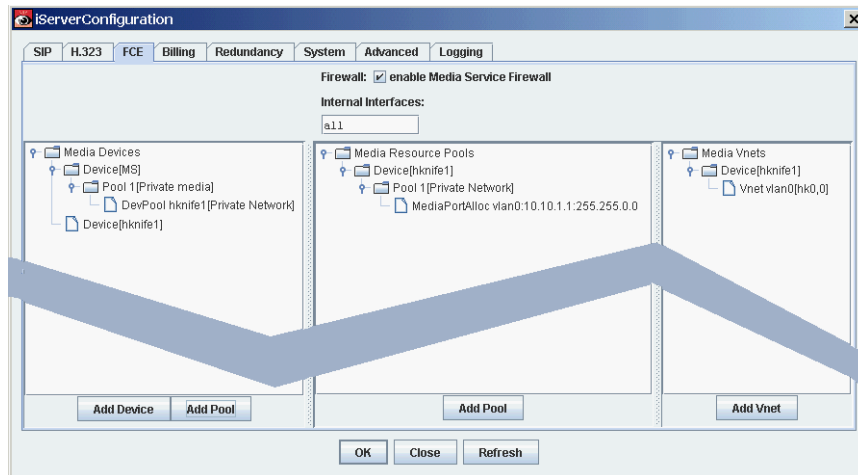 iServerConfiguration
SIP H.323 FCE Billing Redundancy System Advanced Logging
Firewall: enable Media Service Firewall
Internal Interfaces:
all
Media Devices
Device[MS]
Pool 1[Private media]
DevPool hknife1[Private Network]
Device[hknife1]
Add Device Add Pool
Media Resource Pools
Device[hknife1]
Pool 1[Private Network]
MediaPortAlloc vlan0:10.10.1.1:255.255.0.0
Add Pool
Media Vnets
Device[hknife1]
Vnet vlan0[hk0,0]
Add Vnet
OK Close Refresh